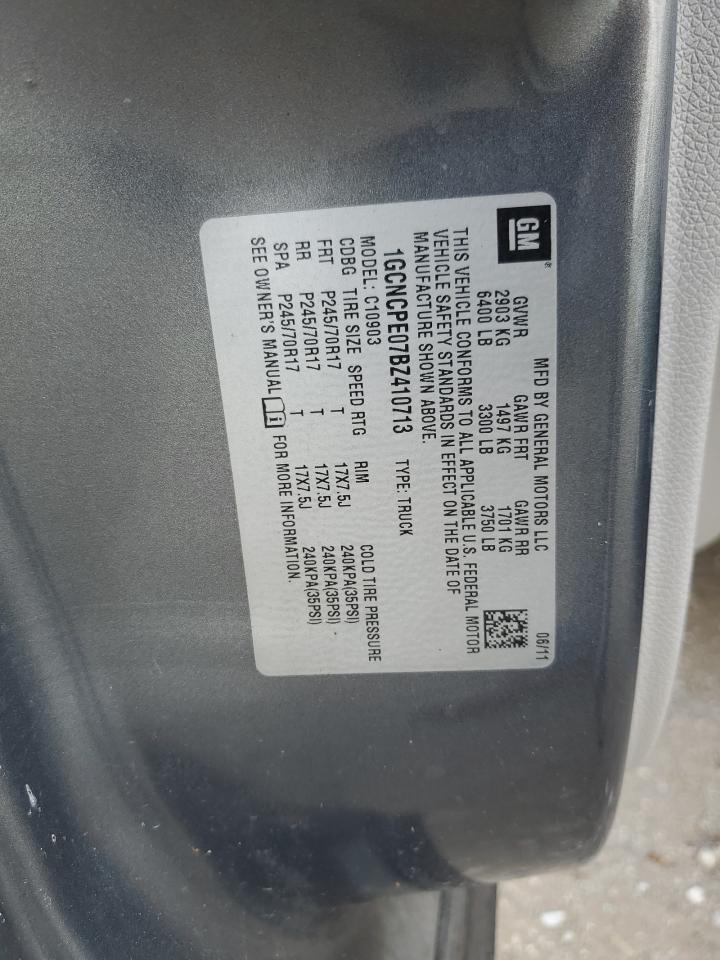 GM®
MFD BY GENERAL MOTORS LLC 06/11
GVWR GAWR FRT GAWR RR
2903 KG 1497 KG 1701 KG
6400 LB 3300 LB 3750 LB
THIS VEHICLE CONFORMS TO ALL APPLICABLE U.S. FEDERAL MOTOR
VEHICLE SAFETY STANDARDS IN EFFECT ON THE DATE OF
MANUFACTURE SHOWN ABOVE.
1GCNCPE07BZ410713 TYPE: TRUCK
MODEL: C10903
CDBG TIRE SIZE SPEED RTG RIM COLD TIRE PRESSURE
FRT P245/70R17 T 17X7.5J 240KPA(35PSI)
RR P245/70R17 T 17X7.5J 240KPA(35PSI)
SPA P245/70R17 T 17X7.5J 240KPA(35PSI)
SEE OWNER'S MANUAL i FOR MORE INFORMATION.